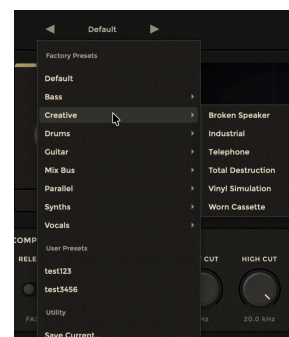 Default
Factory Presets
Default
Bass
Creative
Drums
Guitar
Mix Bus
Parallel
Synths
Vocals
User Presets
test123
test3456
Utility
Save Current...
Broken Speaker
Industrial
Telephone
Total Destruction
Vinyl Simulation
Worn Cassette
COMP
RELE
CUT
HIGH CUT
FAS
Hz
20.0 kHz